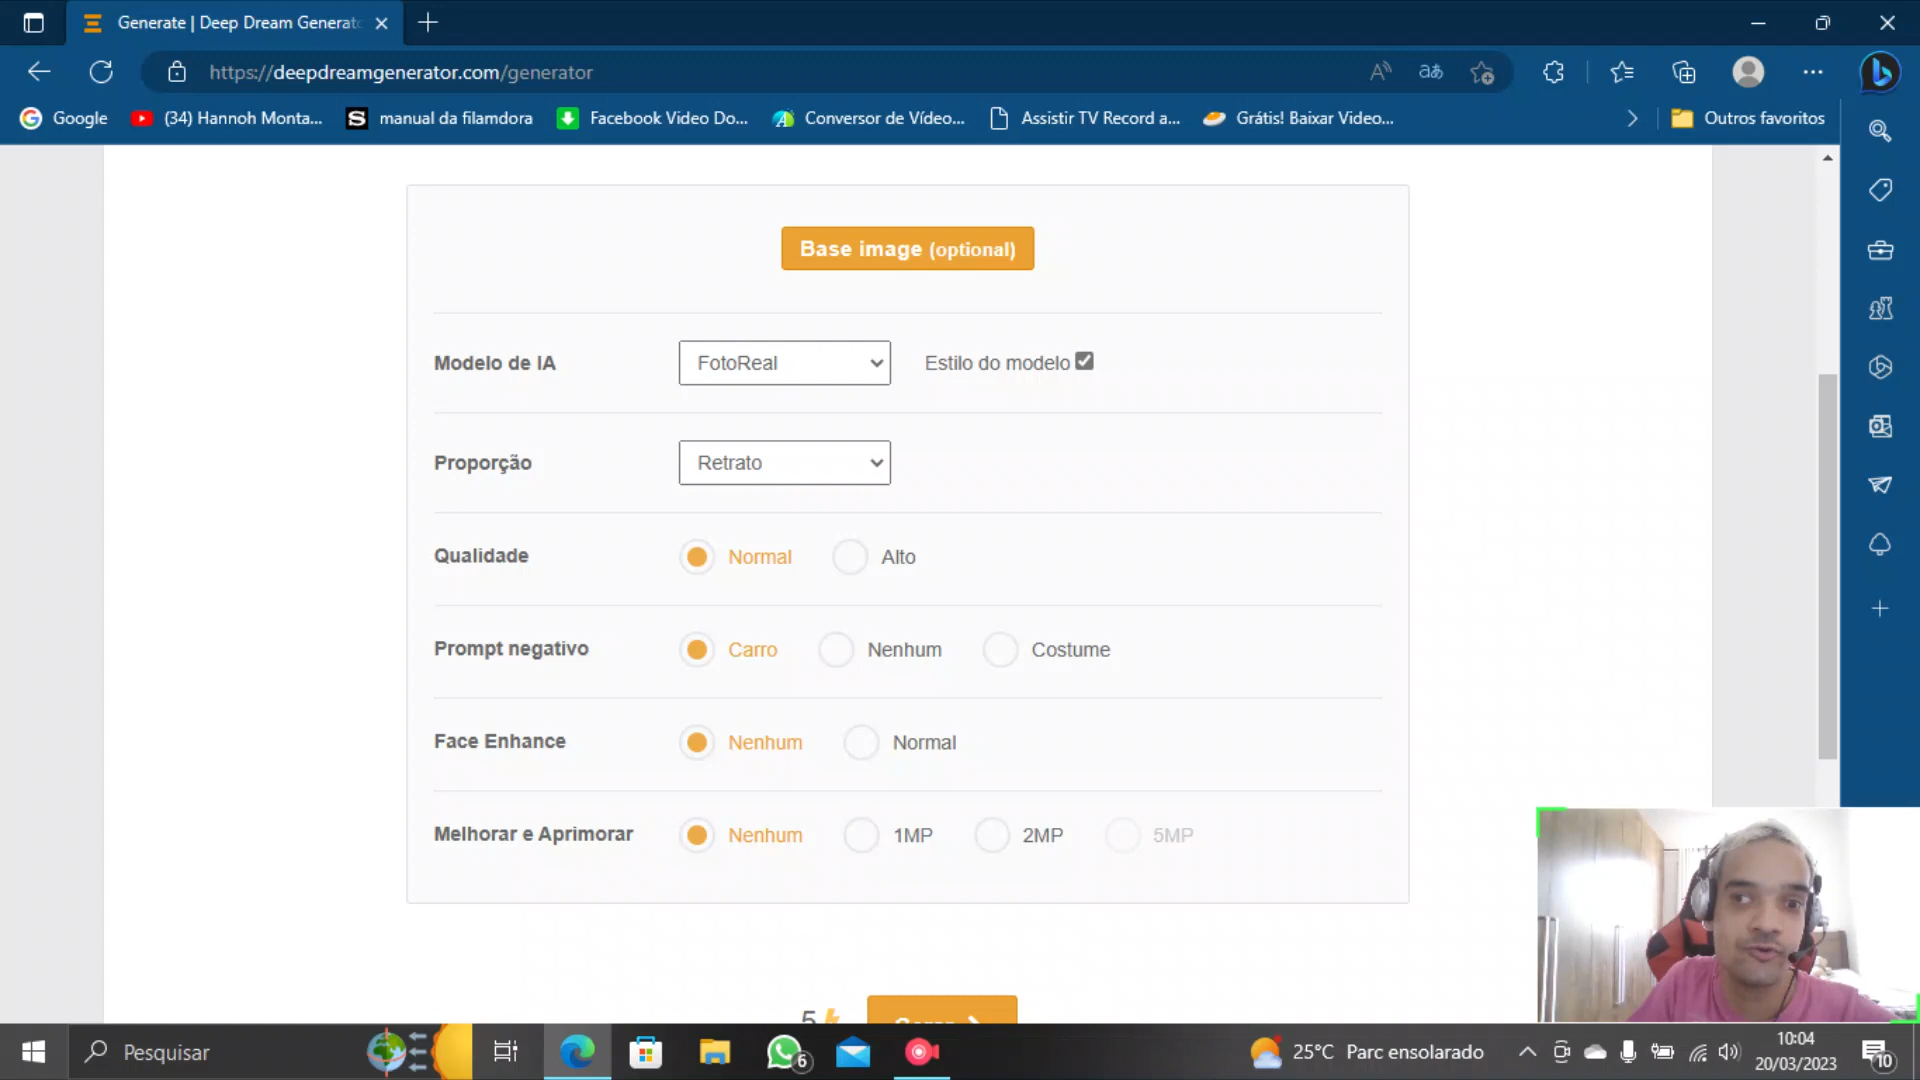 Generate | Deep Dream Generat
https://deepdreamgenerator.com/generator
Google
(34) Hannoh Monta...
manual da filamdora
Facebook Video Do...
Conversor de Vídeo...
Assistir TV Record a...
Grátis! Baixar Video...
Outros favoritos
Base image (optional)
Modelo de IA
FotoReal
Estilo do modelo
Proporção
Retrato
Qualidade
Normal
Alto
Prompt negativo
Carro
Nenhum
Costume
Face Enhance
Nenhum
Normal
Melhorar e Aprimorar
Nenhum
1MP
2MP
5MP
5
Pesquisar
6
25°C Parc ensolarado
10:04
20/03/2023
10